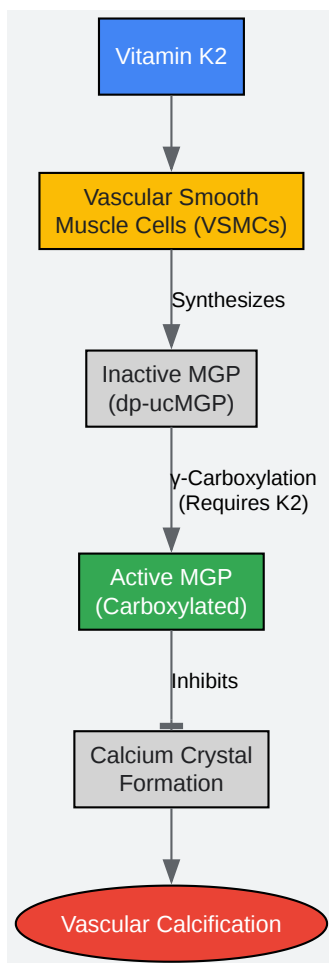 Vitamin K2
Vascular Smooth
Muscle Cells (VSMCs)
Synthesizes
Inactive MGP
(dp-ucMGP)
γ-Carboxylation
(Requires K2)
Active MGP
(Carboxylated)
Inhibits
Calcium Crystal
Formation
Vascular Calcification